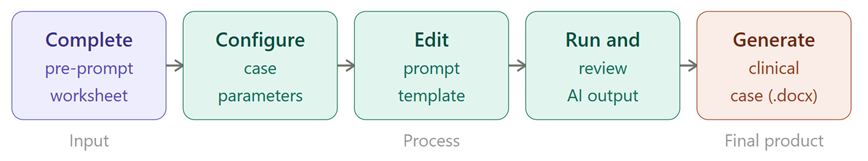 Complete
pre-prompt
worksheet
Configure
case
parameters
Edit
prompt
template
Run and
review
AI output
Generate
clinical
case (.docx)
Input
Process
Final product